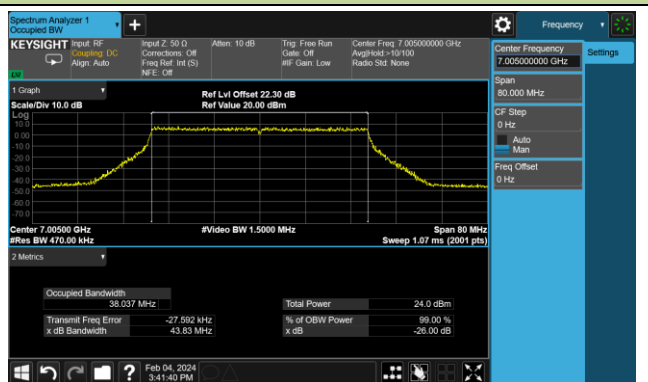 Spectrum Analyzer 1
Occupied BW
+
Frequency
KEYSIGHT
Input: RF
Coupling: DC
Align: Auto
Input Z: 50 Ω
Corrections: Off
Freq Ref: Int (S)
NFE: Off
Atten: 10 dB
Trig: Free Run
Gate: Off
#IF Gain: Low
Center Freq: 7.005000000 GHz
Avg|Hold:>10/100
Radio Std: None
Center Frequency
7.005000000 GHz
Settings
Span
80.000 MHz
CF Step
0 Hz
Auto
Man
Freq Offset
0 Hz
1 Graph
Scale/Div 10.0 dB
Ref Lvl Offset 22.30 dB
Ref Value 20.00 dBm
Log
10.0
0.00
-10.0
-20.0
-30.0
-40.0
-50.0
-60.0
-70.0
Center 7.00500 GHz
#Video BW 1.5000 MHz
Span 80 MHz
#Res BW 470.00 kHz
Sweep 1.07 ms (2001 pts)
2 Metrics
Occupied Bandwidth
38.037 MHz
Total Power 24.0 dBm
Transmit Freq Error -27.592 kHz
% of OBW Power 99.00 %
x dB Bandwidth 43.83 MHz
x dB -26.00 dB
?
Feb 04, 2024
3:41:40 PM